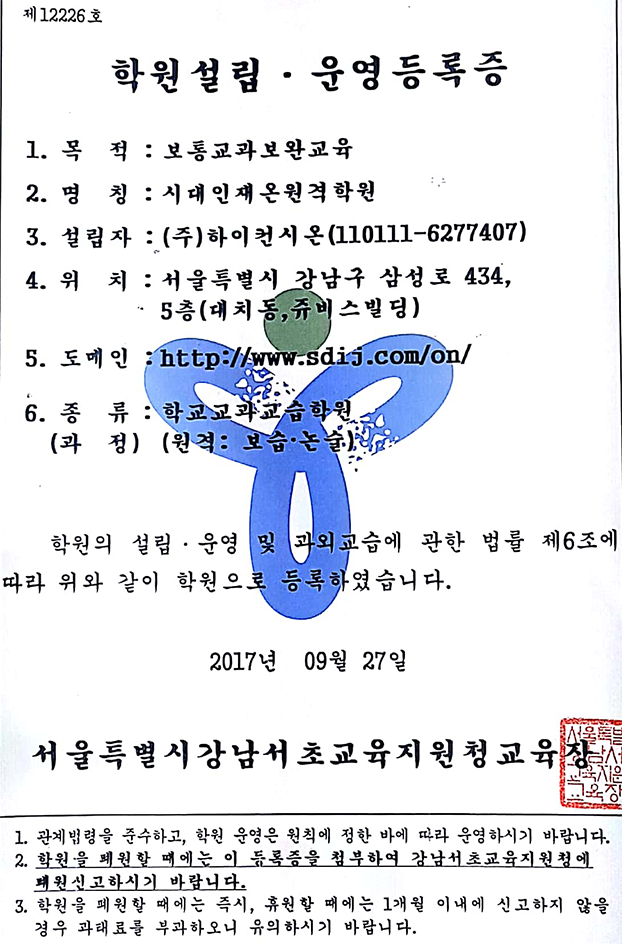 제12226호
학원설립·운영등록증
1. 목 적 : 보통교과보완교육
2. 명 칭 : 시대인재온원격학원
3. 설립자 : (주)하이컨시온(110111-6277407)
4. 위 치 : 서울특별시 강남구 삼성로 434,
5층(대치동,쥬비스빌딩)
5. 도메인 : http://www.sdij.com/on/
6. 종 류 : 학교교과교습학원
(과 정) (원격: 보습·논술)
학원의 설립·운영 및 과외교습에 관한 법률 제6조에
따라 위와 같이 학원으로 등록하였습니다.
2017년 09월 27일
서울특별시강남서초교육지원청교육장
서울특별
강남서
교육지원
교육장
1. 관계법령을 준수하고, 학원 운영은 원칙에 정한 바에 따라 운영하시기 바랍니다.
2. 학원을 폐원할 때에는 이 등록증을 첨부하여 강남서초교육지원청에
폐원신고하시기 바랍니다.
3. 학원을 폐원할 때에는 즉시, 휴원할 때에는 1개월 이내에 신고하지 않을
경우 과태료를 부과하오니 유의하시기 바랍니다.